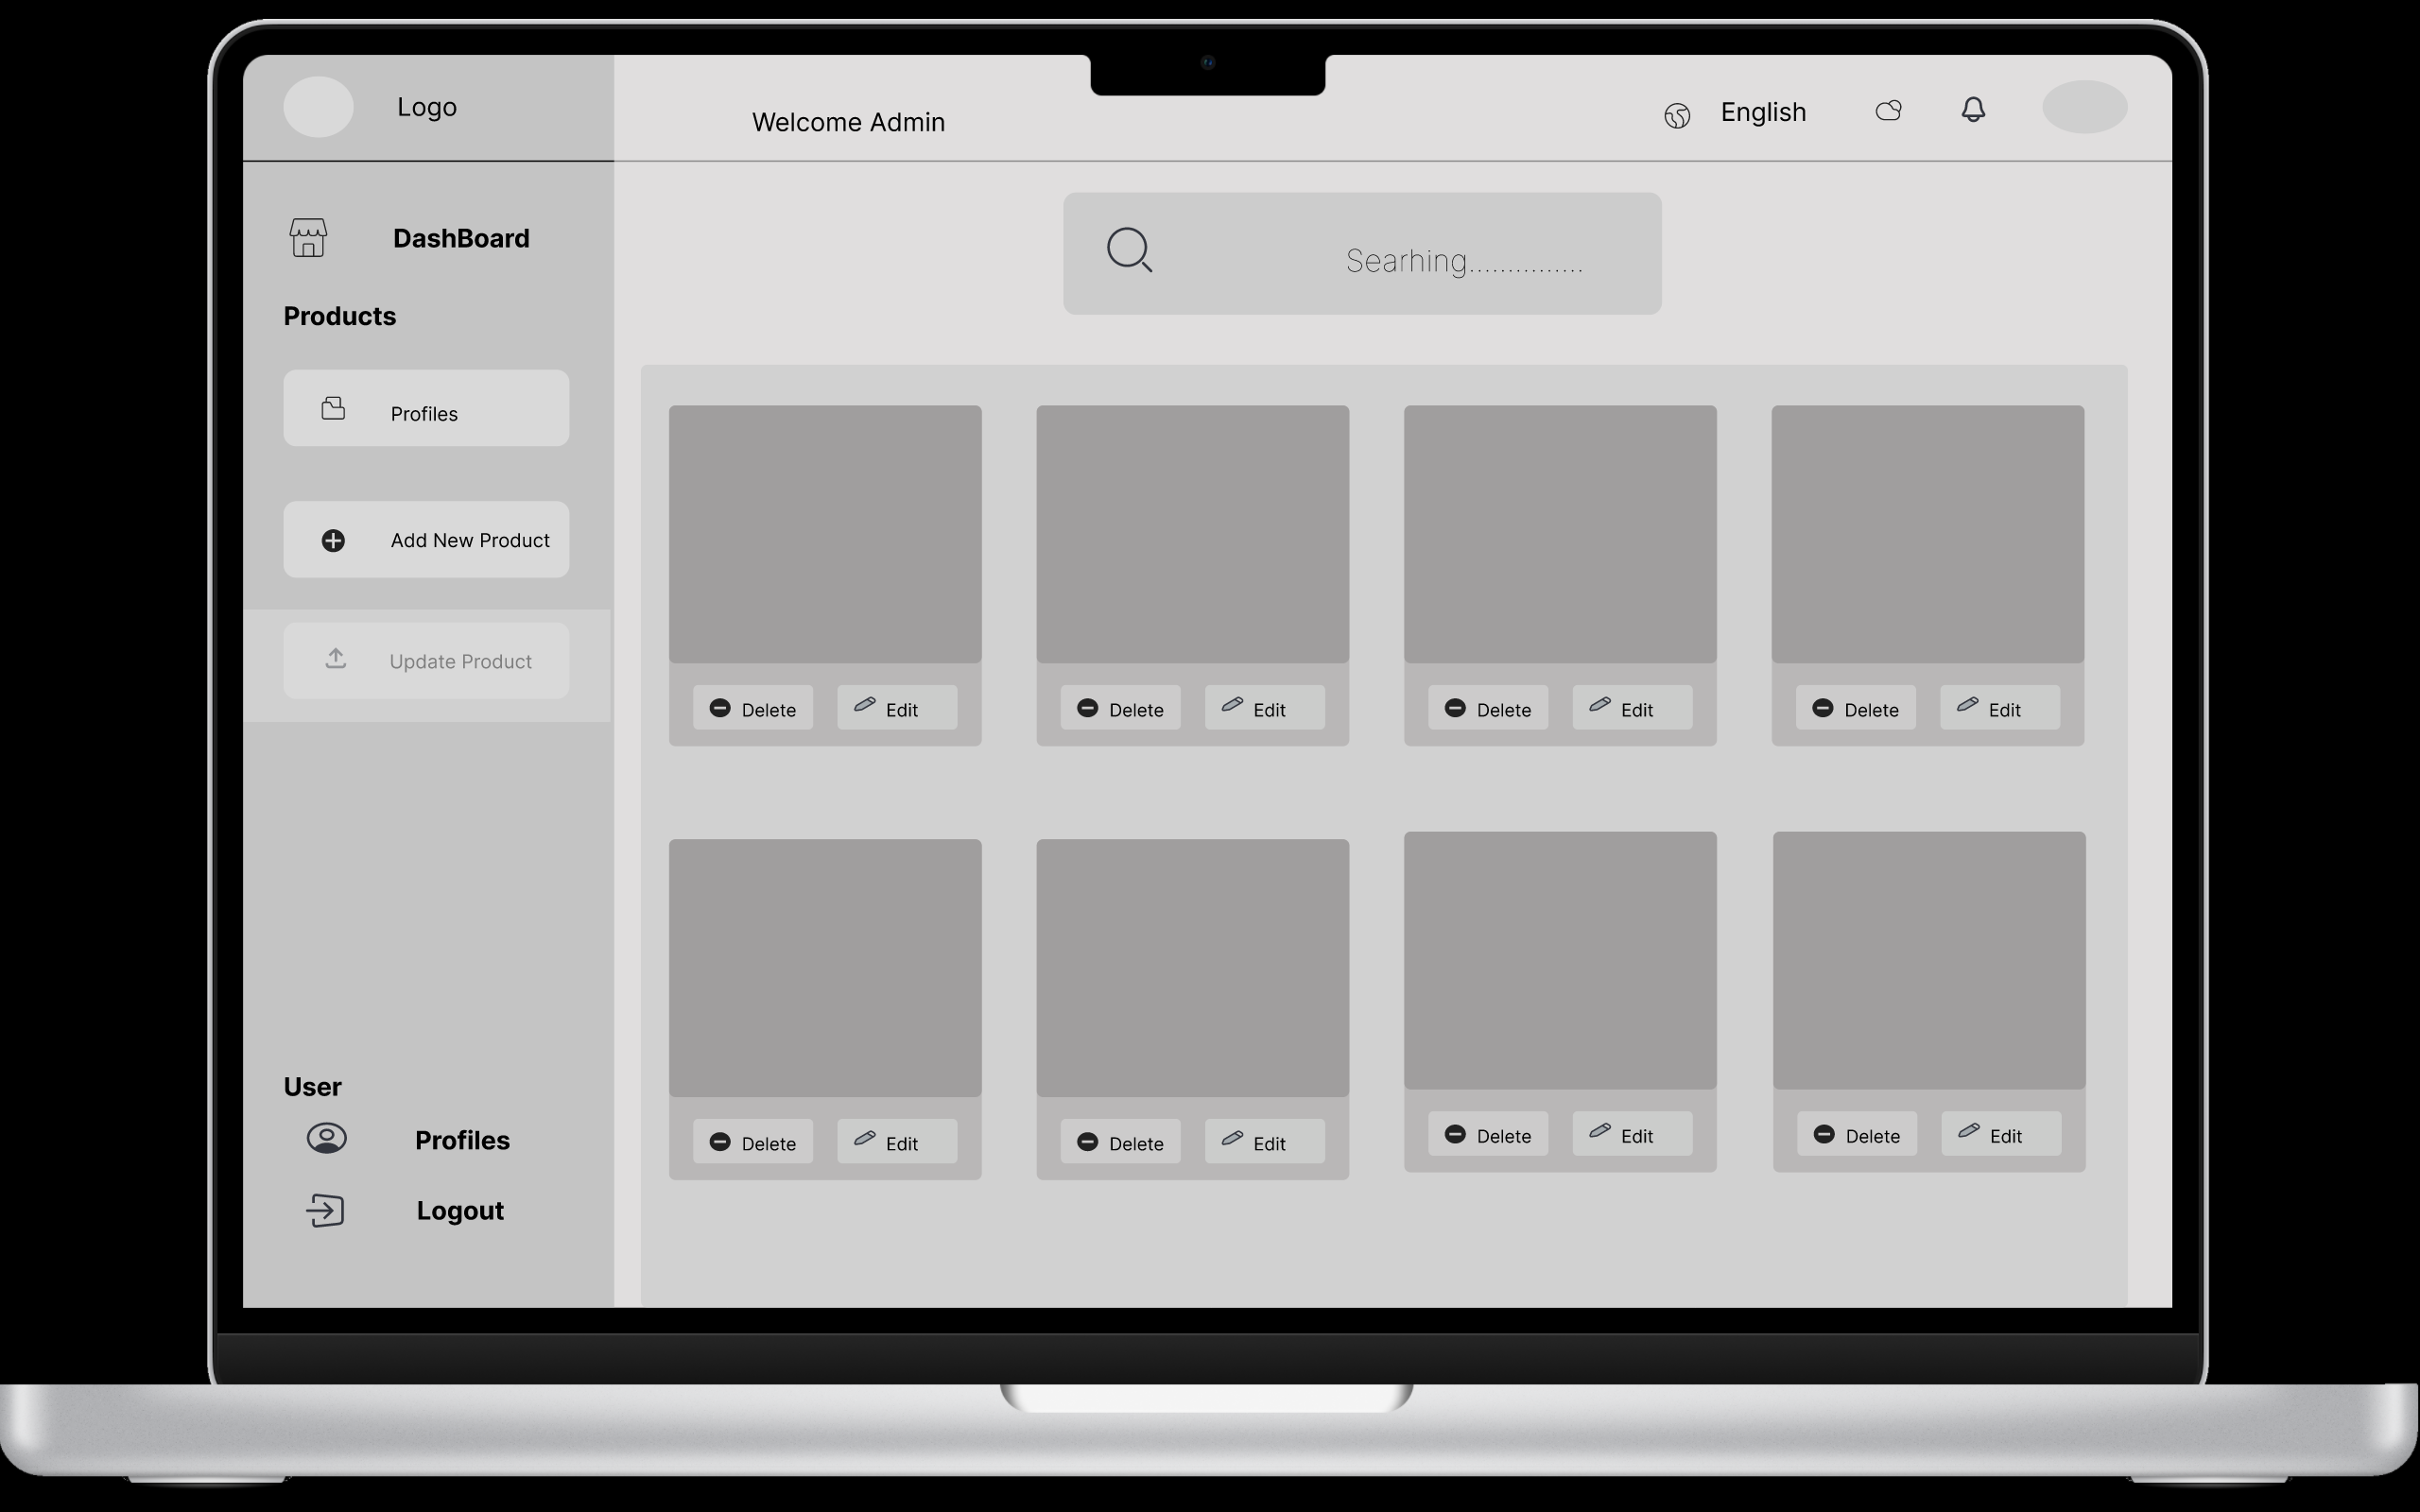 Logo
Welcome Admin
English
DashBoard
Searhing...............
Products
Profiles
Add New Product
Update Product
Delete Edit Delete Edit Delete Edit Delete Edit
User
Profiles
Delete Edit Delete Edit Delete Edit Delete Edit
Logout